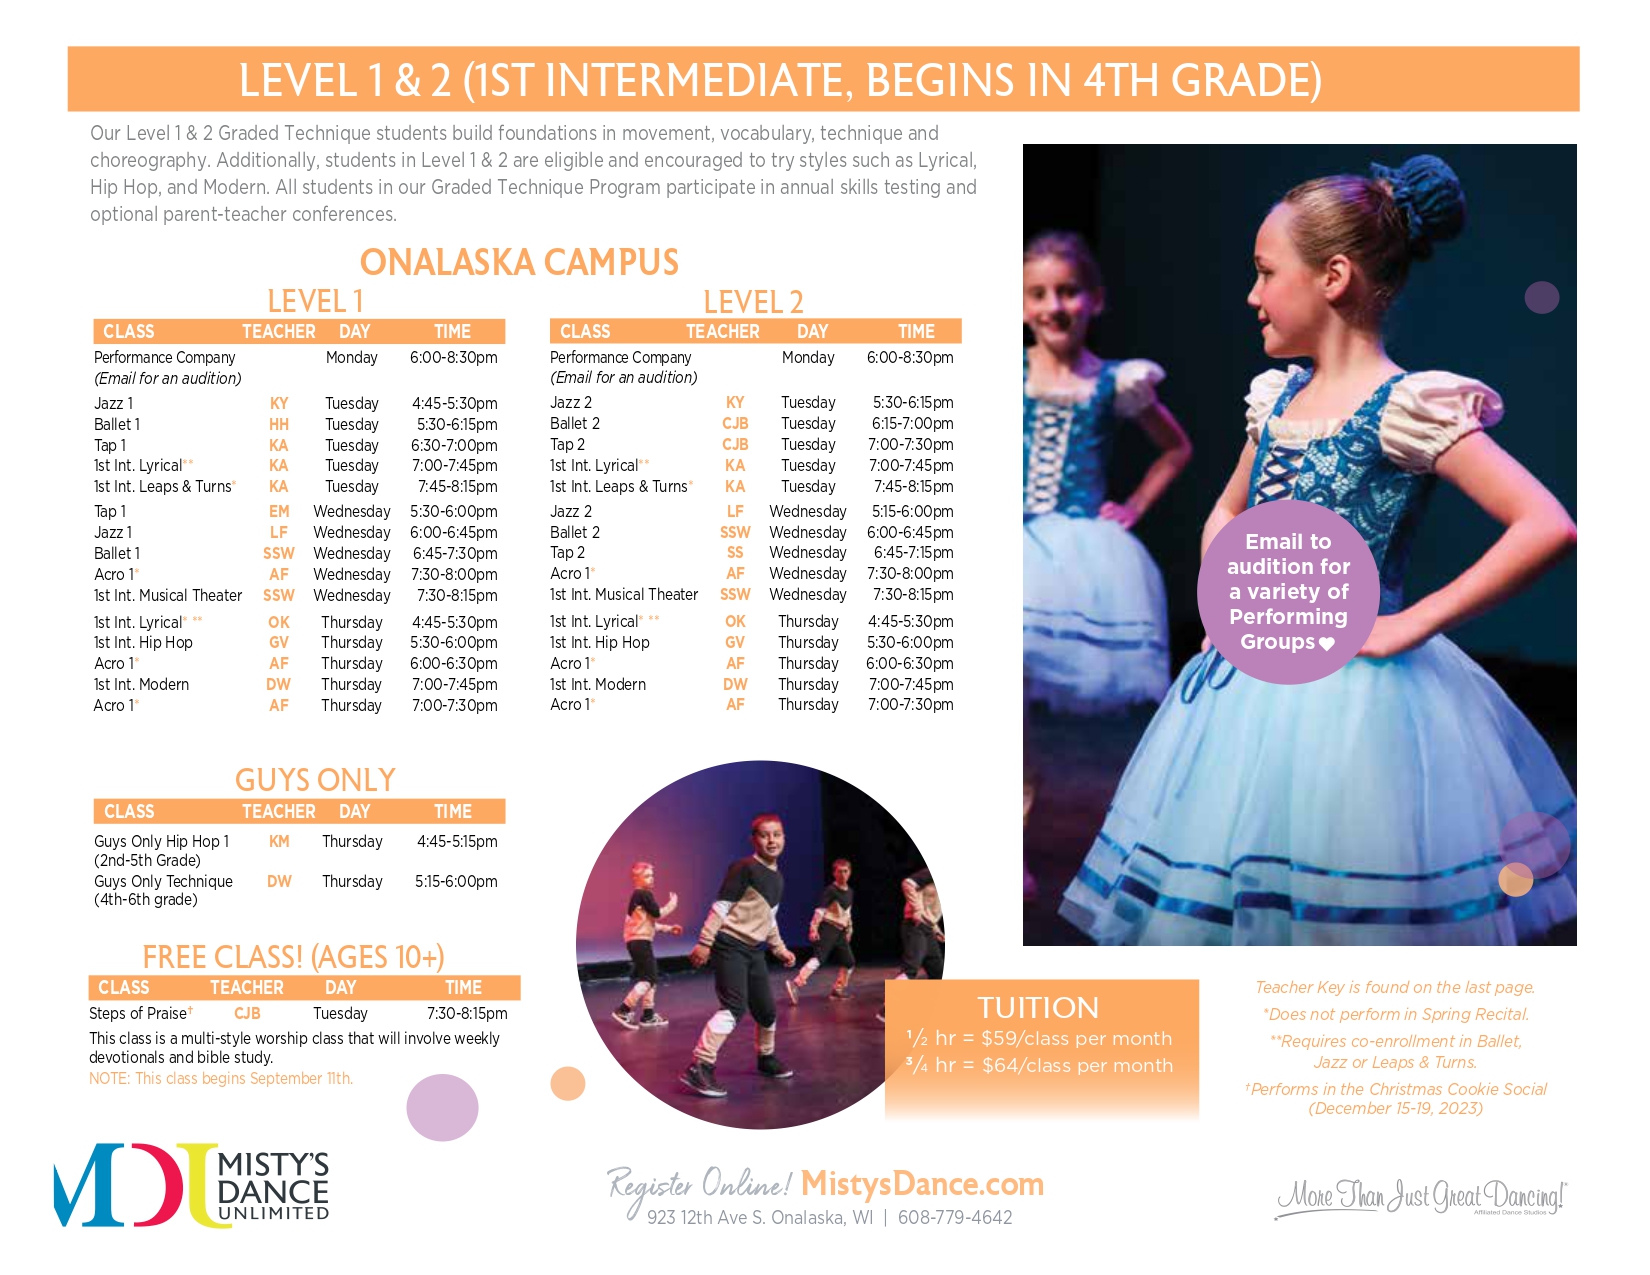 LEVEL 1 & 2 (1ST INTERMEDIATE, BEGINS IN 4TH GRADE)
Our Level 1 & 2 Graded Technique students build foundations in movement, vocabulary, technique and
choreography. Additionally, students in Level 1 & 2 are eligible and encouraged to try styles such as Lyrical,
Hip Hop, and Modern. All students in our Graded Technique Program participate in annual skills testing and
optional parent-teacher conferences.
ONALASKA CAMPUS
LEVEL 1
CLASS TEACHER DAY TIME
Performance Company Monday 6:00-8:30pm
(Email for an audition)
Jazz 1 KY Tuesday 4:45-5:30pm
Ballet 1 HH Tuesday 5:30-6:15pm
Tap 1 KA Tuesday 6:30-7:00pm
1st Int. Lyrical** KA Tuesday 7:00-7:45pm
1st Int. Leaps & Turns* KA Tuesday 7:45-8:15pm
Tap 1 EM Wednesday 5:30-6:00pm
Jazz 1 LF Wednesday 6:00-6:45pm
Ballet 1 SSW Wednesday 6:45-7:30pm
Acro 1* AF Wednesday 7:30-8:00pm
1st Int. Musical Theater SSW Wednesday 7:30-8:15pm
1st Int. Lyrical* ** OK Thursday 4:45-5:30pm
1st Int. Hip Hop GV Thursday 5:30-6:00pm
Acro 1* AF Thursday 6:00-6:30pm
1st Int. Modern DW Thursday 7:00-7:45pm
Acro 1* AF Thursday 7:00-7:30pm
LEVEL 2
CLASS TEACHER DAY TIME
Performance Company Monday 6:00-8:30pm
(Email for an audition)
Jazz 2 KY Tuesday 5:30-6:15pm
Ballet 2 CJB Tuesday 6:15-7:00pm
Tap 2 CJB Tuesday 7:00-7:30pm
1st Int. Lyrical** KA Tuesday 7:00-7:45pm
1st Int. Leaps & Turns* KA Tuesday 7:45-8:15pm
Jazz 2 LF Wednesday 5:15-6:00pm
Ballet 2 SSW Wednesday 6:00-6:45pm
Tap 2 SS Wednesday 6:45-7:15pm
Acro 1* AF Wednesday 7:30-8:00pm
1st Int. Musical Theater SSW Wednesday 7:30-8:15pm
1st Int. Lyrical* ** OK Thursday 4:45-5:30pm
1st Int. Hip Hop GV Thursday 5:30-6:00pm
Acro 1* AF Thursday 6:00-6:30pm
1st Int. Modern DW Thursday 7:00-7:45pm
Acro 1* AF Thursday 7:00-7:30pm
Email to
audition for
a variety of
Performing
Groups
GUYS ONLY
CLASS TEACHER DAY TIME
Guys Only Hip Hop 1 KM Thursday 4:45-5:15pm
(2nd-5th Grade)
Guys Only Technique DW Thursday 5:15-6:00pm
(4th-6th grade)
FREE CLASS! (AGES 10+)
CLASS TEACHER DAY TIME
Steps of Praise† CJB Tuesday 7:30-8:15pm
This class is a multi-style worship class that will involve weekly
devotionals and bible study.
NOTE: This class begins September 11th.
TUITION
1/2 hr = $59/class per month
3/4 hr = $64/class per month
Teacher Key is found on the last page.
*Does not perform in Spring Recital.
**Requires co-enrollment in Ballet,
Jazz or Leaps & Turns.
†Performs in the Christmas Cookie Social
(December 15-19, 2023)
MDU
MISTY'S
DANCE
UNLIMITED
Register Online! MistysDance.com
923 12th Ave S. Onalaska, WI | 608-779-4642
More Than Just Great Dancing!®
Affiliated Dance Studios